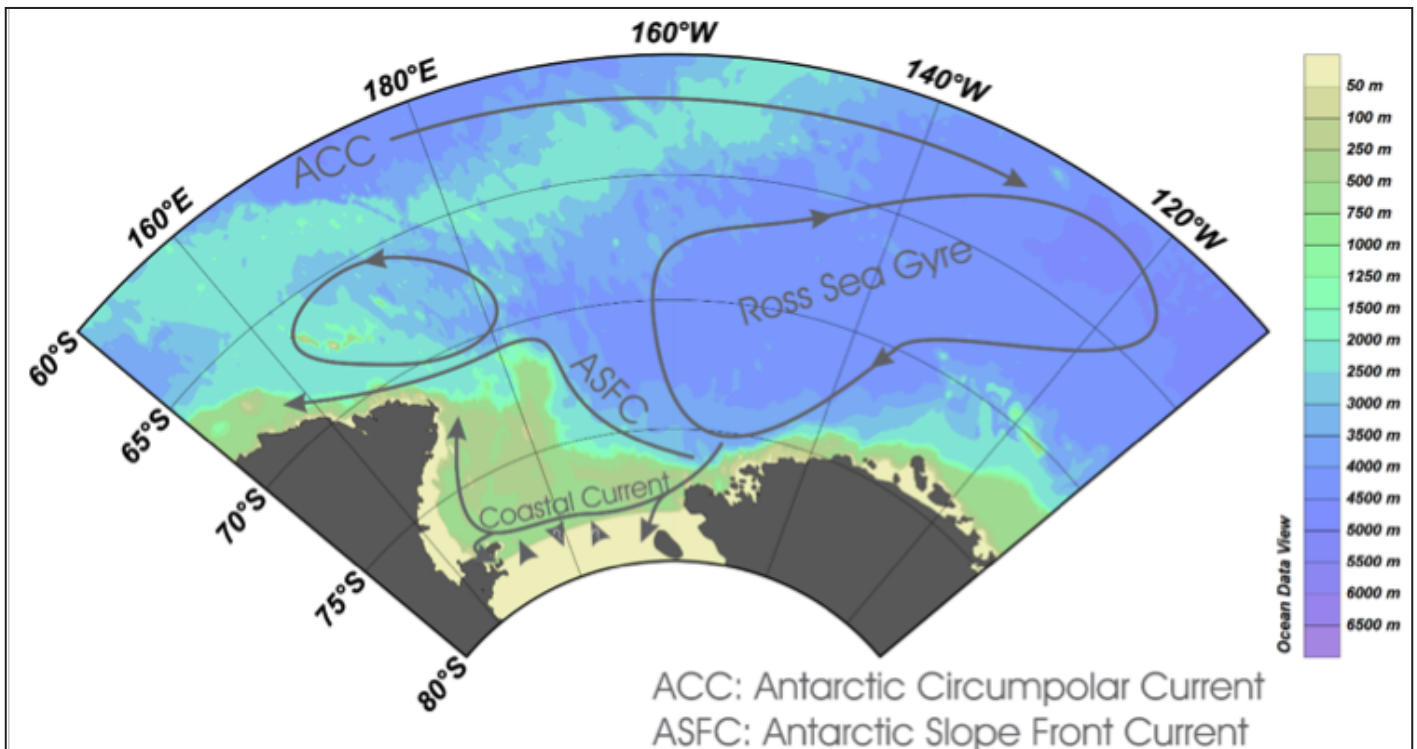 160°W
180°E
140°W
160°E
120°W
ACC
Ross Sea Gyre
ASFC
Coastal Current
60°S
65°S
70°S
75°S
80°S
50 m
100 m
250 m
500 m
750 m
1000 m
1250 m
1500 m
2000 m
2500 m
3000 m
3500 m
4000 m
4500 m
5000 m
5500 m
6000 m
6500 m
Ocean Data View
ACC: Antarctic Circumpolar Current
ASFC: Antarctic Slope Front Current